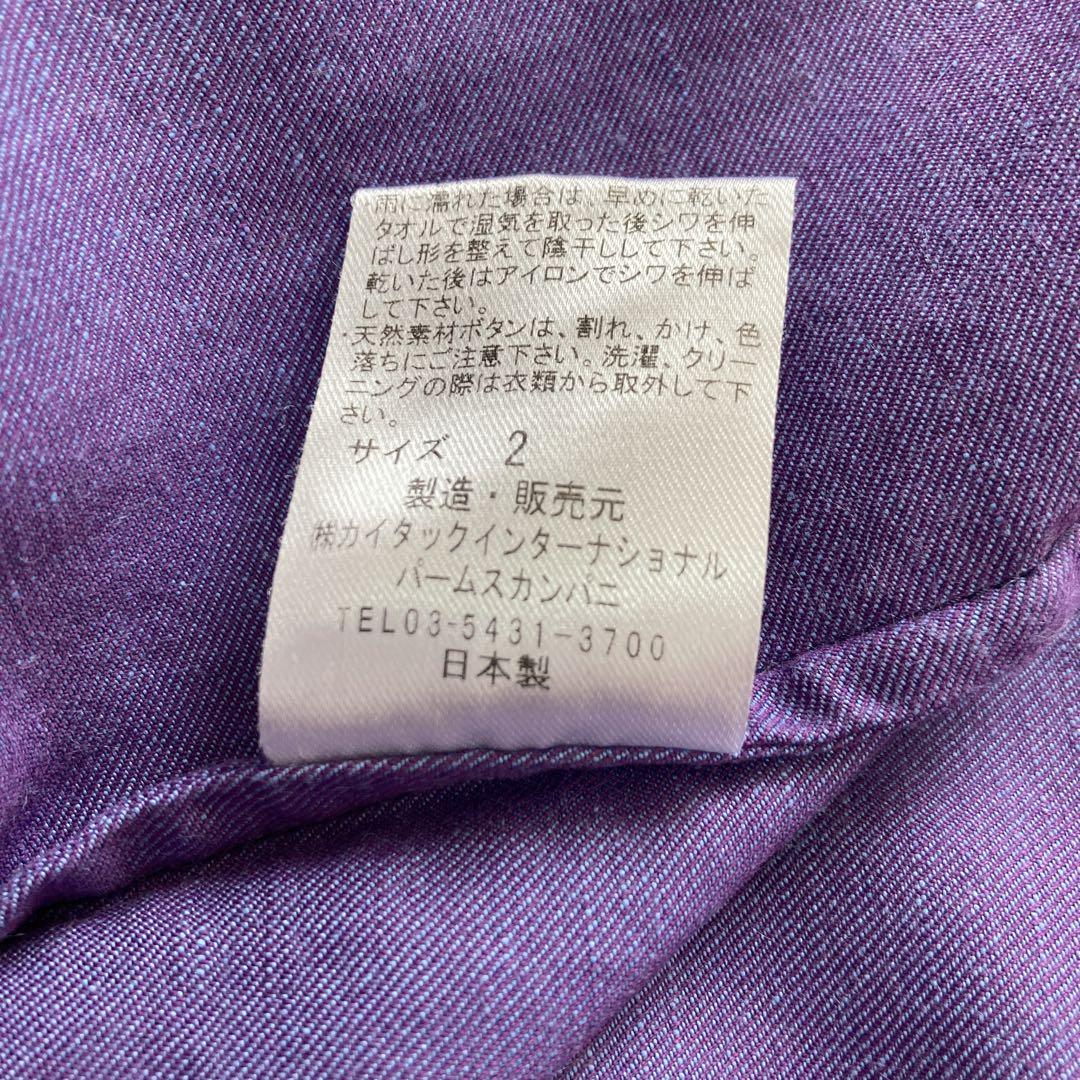 雨に濡れた場合は、早めに乾いた
タオルで湿気を取った後シワを伸
ばし形を整えて陰干しして下さい。
乾いた後はアイロンでシワを伸ば
して下さい。
・天然素材ボタンは、割れ、かけ、色
落ちにご注意下さい。洗濯、クリー
ニングの際は衣類から取外して下
さい。
サイズ 2
製造・販売元
㈱カイタックインターナショナル
パームスカンパニ
TEL03-5431-3700
日本製